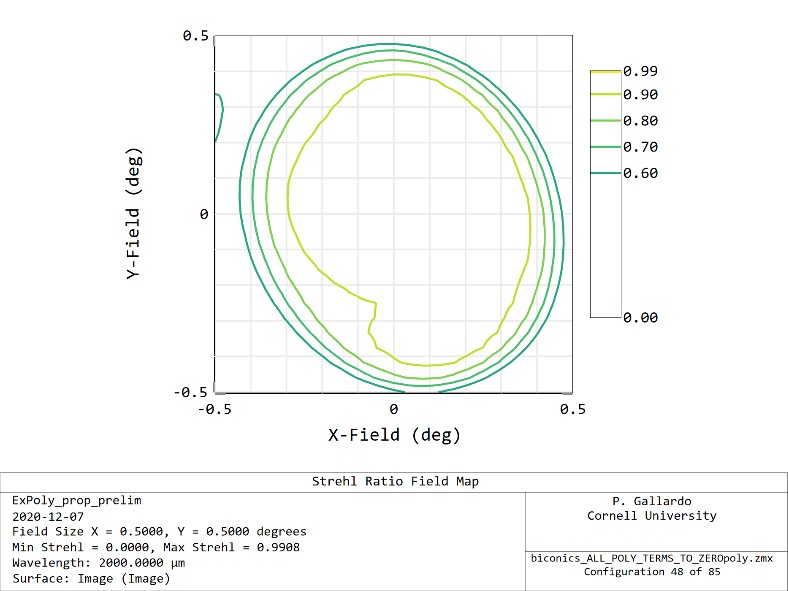 0.5
0
-0.5
-0.5
0
0.5
Y-Field (deg)
X-Field (deg)
0.99
0.90
0.80
0.70
0.60
0.00
Strehl Ratio Field Map
ExPoly_prop_prelim
2020-12-07
Field Size X = 0.5000, Y = 0.5000 degrees
Min Strehl = 0.0000, Max Strehl = 0.9908
Wavelength: 2000.0000 µm
Surface: Image (Image)
P. Gallardo
Cornell University
biconics_ALL_POLY_TERMS_TO_ZEROpoly.zmx
Configuration 48 of 85